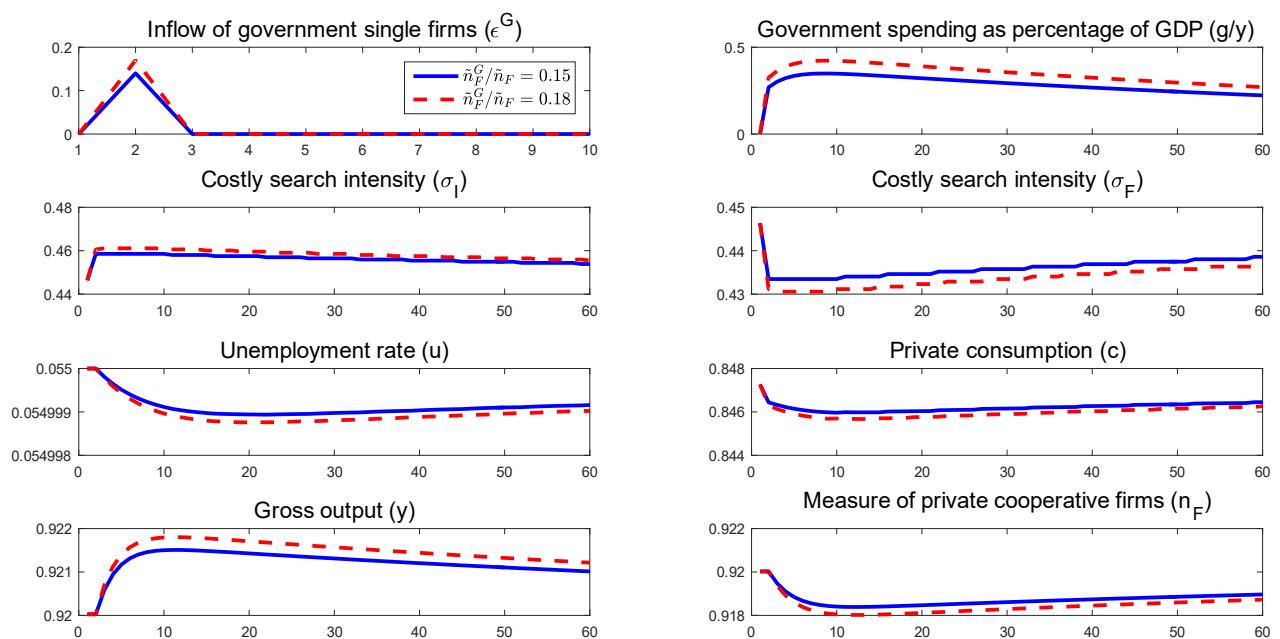 Inflow of government single firms (ϵ^G)
0.2
0.1
0
1 2 3 4 5 6 7 8 9 10
ñ_F^G/ñ_F = 0.15
ñ_F^G/ñ_F = 0.18
Government spending as percentage of GDP (g/y)
0.5
0
0 10 20 30 40 50 60
Costly search intensity (σ_I)
0.48
0.46
0.44
0 10 20 30 40 50 60
Costly search intensity (σ_F)
0.45
0.44
0.43
0 10 20 30 40 50 60
Unemployment rate (u)
0.055
0.054999
0.054998
0 10 20 30 40 50 60
Private consumption (c)
0.848
0.846
0.844
0 10 20 30 40 50 60
Gross output (y)
0.922
0.921
0.92
0 10 20 30 40 50 60
Measure of private cooperative firms (n_F)
0.922
0.92
0.918
0 10 20 30 40 50 60